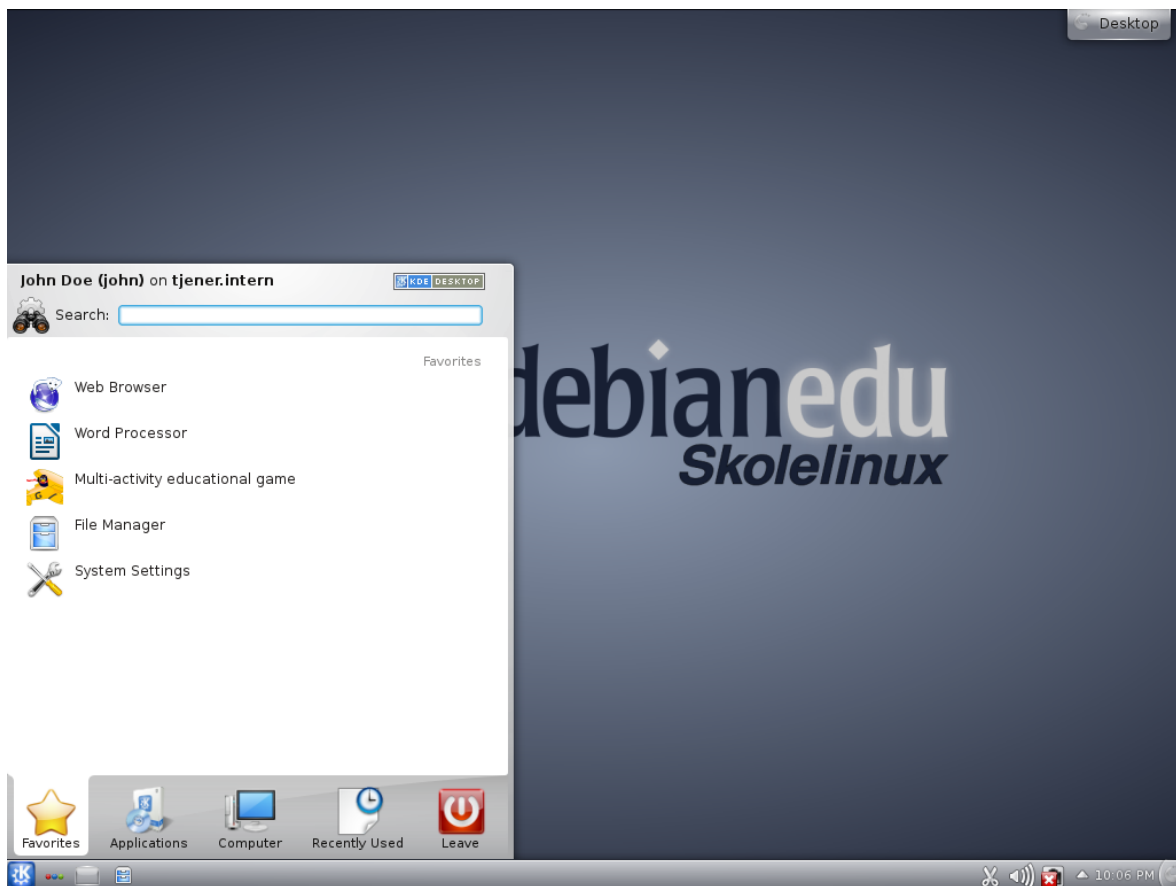 Desktop
John Doe (john) on tjener.intern
KDE DESKTOP
Search:
Favorites
Web Browser
Word Processor
Multi-activity educational game
File Manager
System Settings
debianedu
Skolelinux
Favorites
Applications
Computer
Recently Used
Leave
10:06 PM